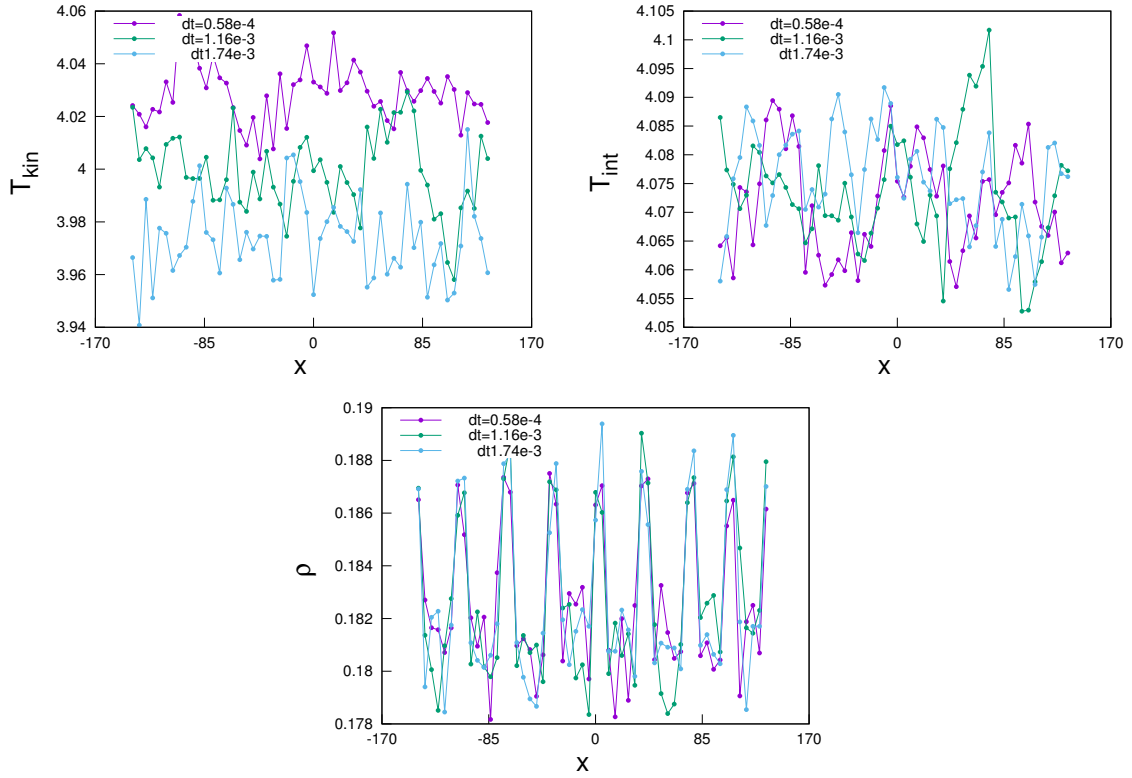 4.06
4.04
4.02
4
3.98
3.96
3.94
-170
-85
0
85
170
T_kin
x
dt=0.58e-4
dt=1.16e-3
dt1.74e-3
4.105
4.1
4.095
4.09
4.085
4.08
4.075
4.07
4.065
4.06
4.055
4.05
-170
-85
0
85
170
T_int
x
dt=0.58e-4
dt=1.16e-3
dt1.74e-3
0.19
0.188
0.186
0.184
0.182
0.18
0.178
-170
-85
0
85
170
ρ
x
dt=0.58e-4
dt=1.16e-3
dt1.74e-3